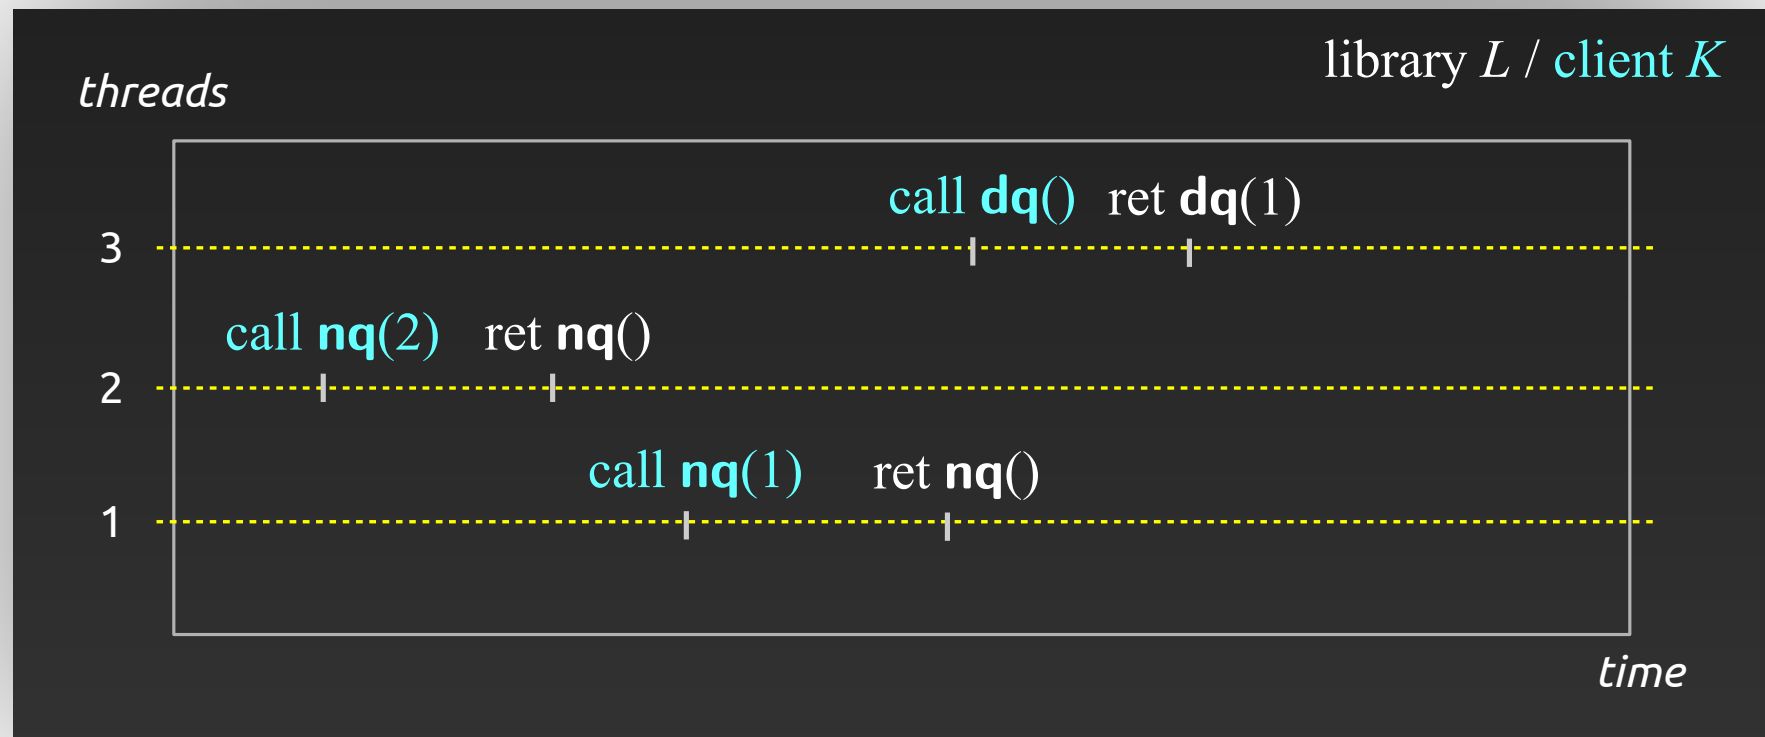 library L / client K
threads
call dq() ret dq(1)
3
call nq(2) ret nq()
2
call nq(1) ret nq()
1
time